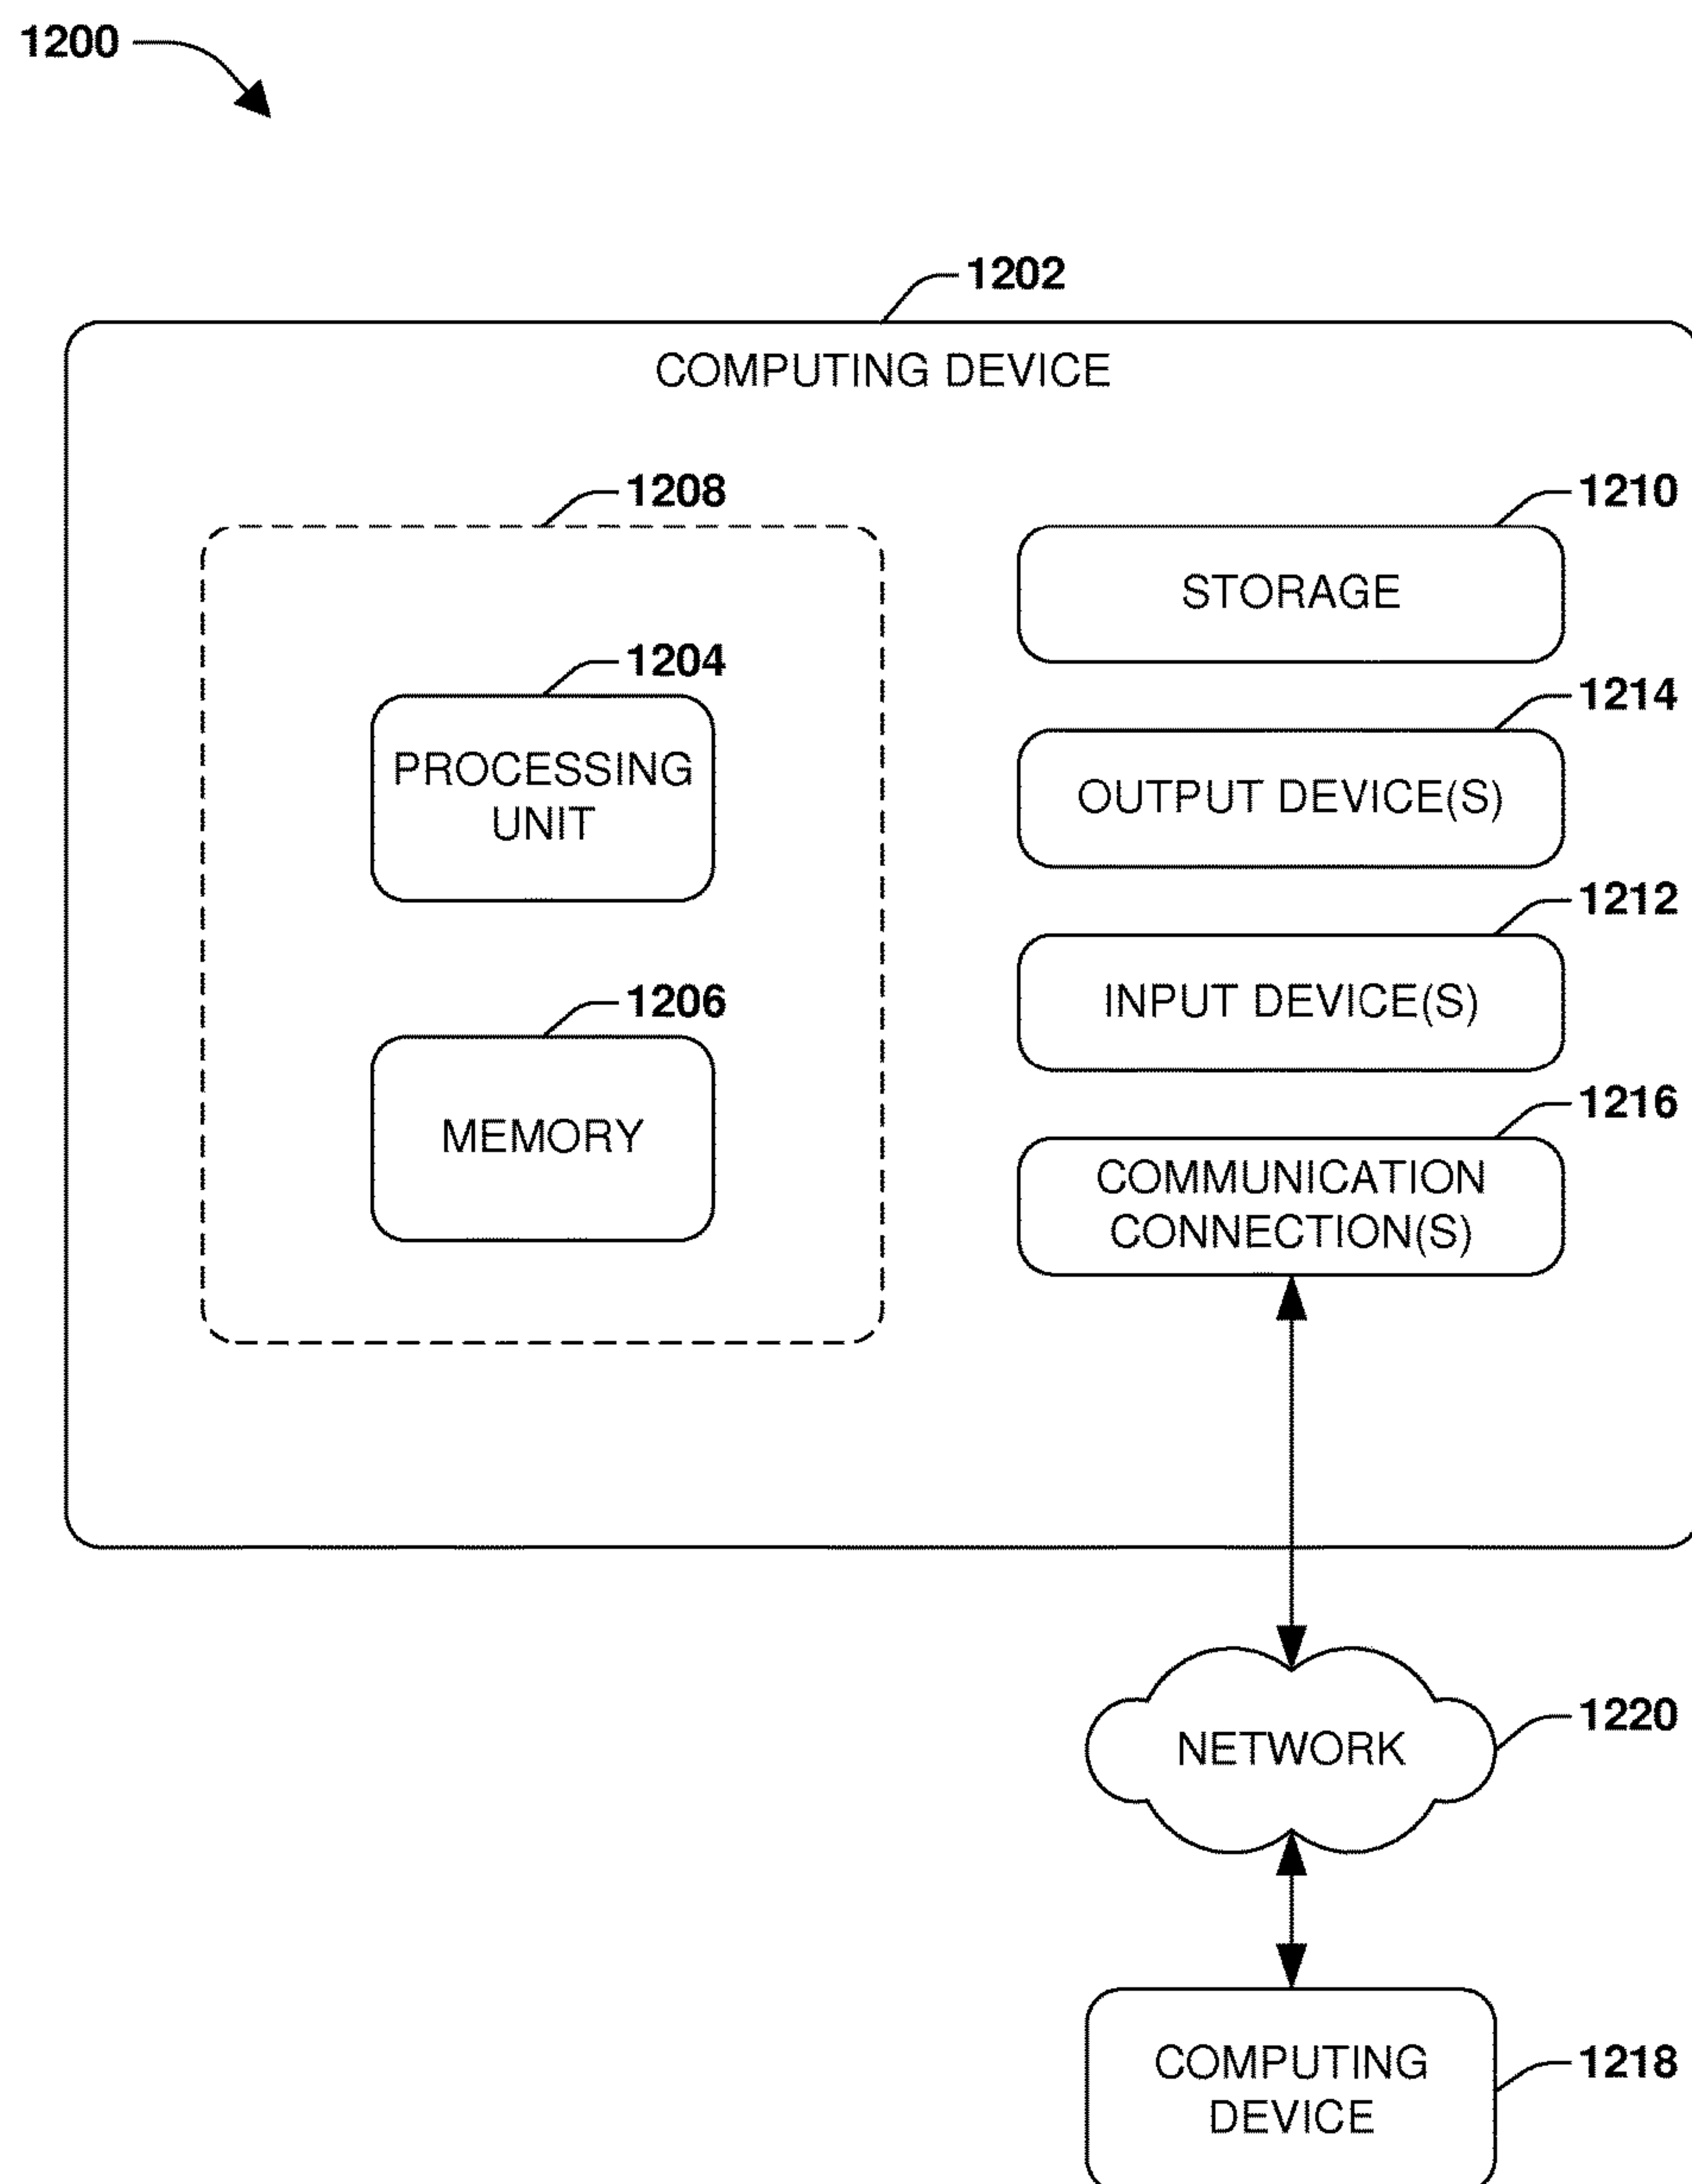 1200
1202
COMPUTING DEVICE
1208
1210
STORAGE
1204
PROCESSING
UNIT
1214
OUTPUT DEVICE(S)
1212
INPUT DEVICE(S)
1206
MEMORY
1216
COMMUNICATION
CONNECTION(S)
1220
NETWORK
1218
COMPUTING
DEVICE